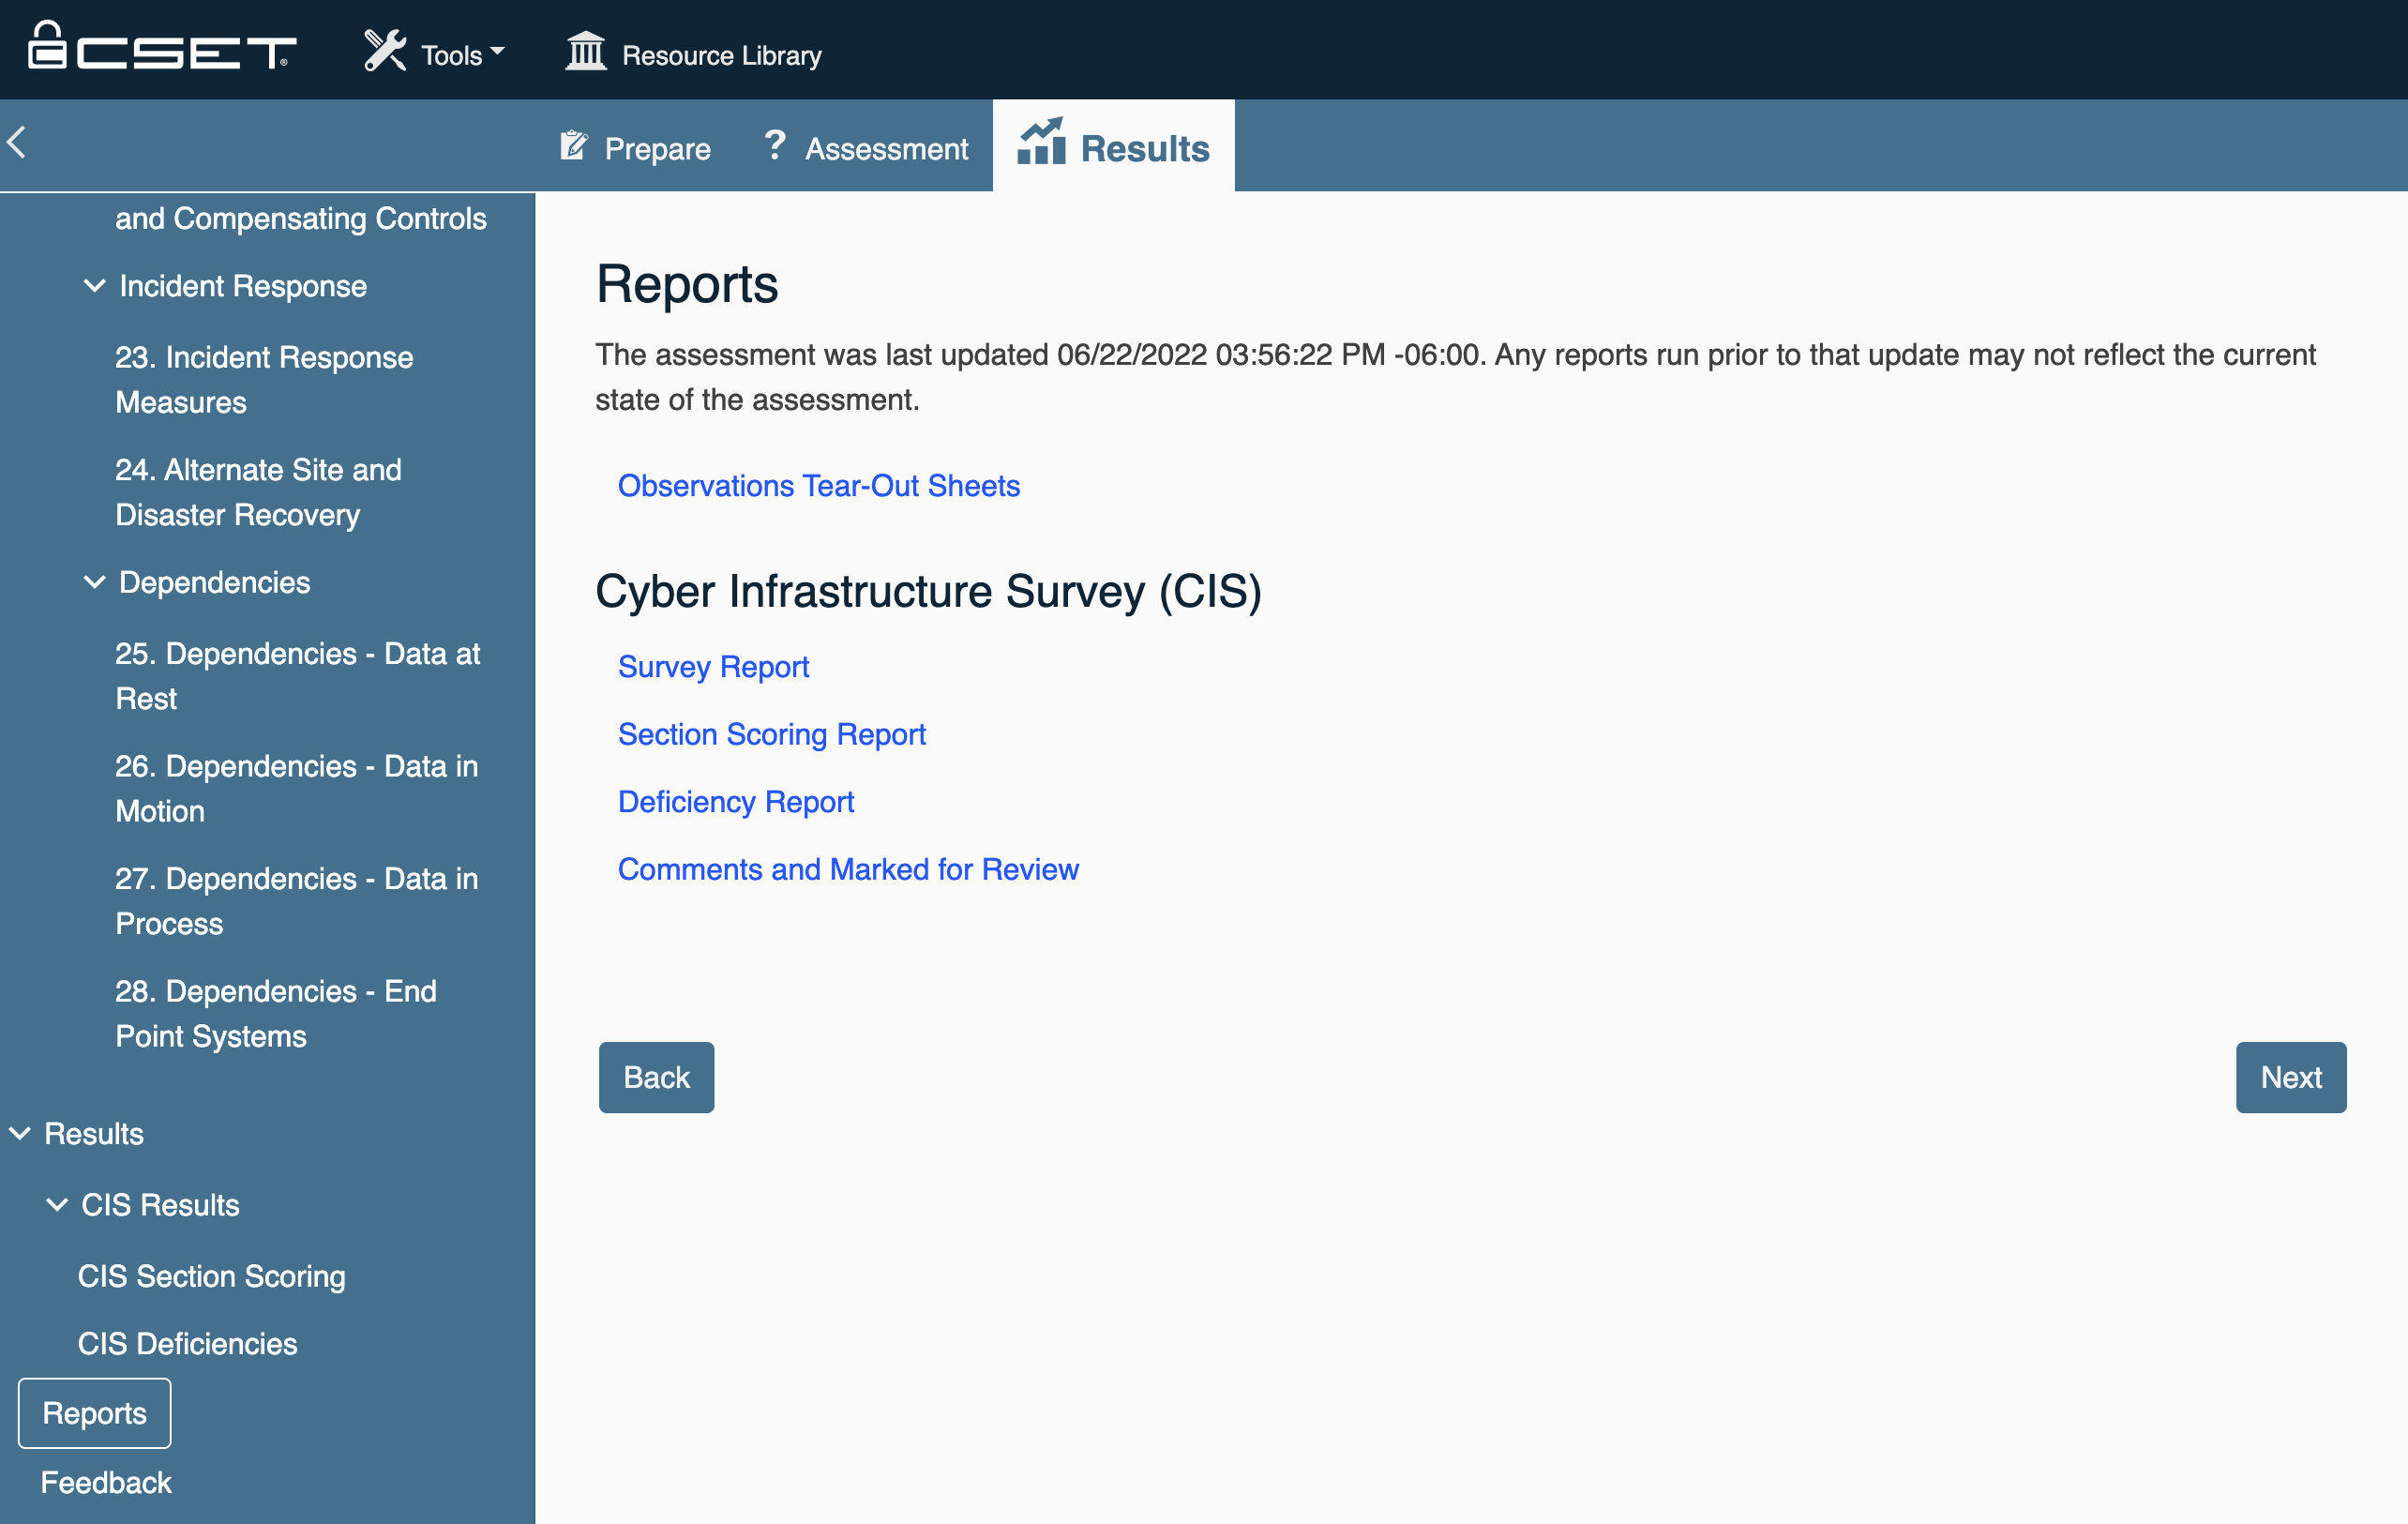 CSET®
Tools
Resource Library
Prepare
? Assessment
Results
and Compensating Controls
Incident Response
23. Incident Response
Measures
24. Alternate Site and
Disaster Recovery
Dependencies
25. Dependencies - Data at
Rest
26. Dependencies - Data in
Motion
27. Dependencies - Data in
Process
28. Dependencies - End
Point Systems
Results
CIS Results
CIS Section Scoring
CIS Deficiencies
Reports
Feedback
Reports
The assessment was last updated 06/22/2022 03:56:22 PM -06:00. Any reports run prior to that update may not reflect the current
state of the assessment.
Observations Tear-Out Sheets
Cyber Infrastructure Survey (CIS)
Survey Report
Section Scoring Report
Deficiency Report
Comments and Marked for Review
Back
Next